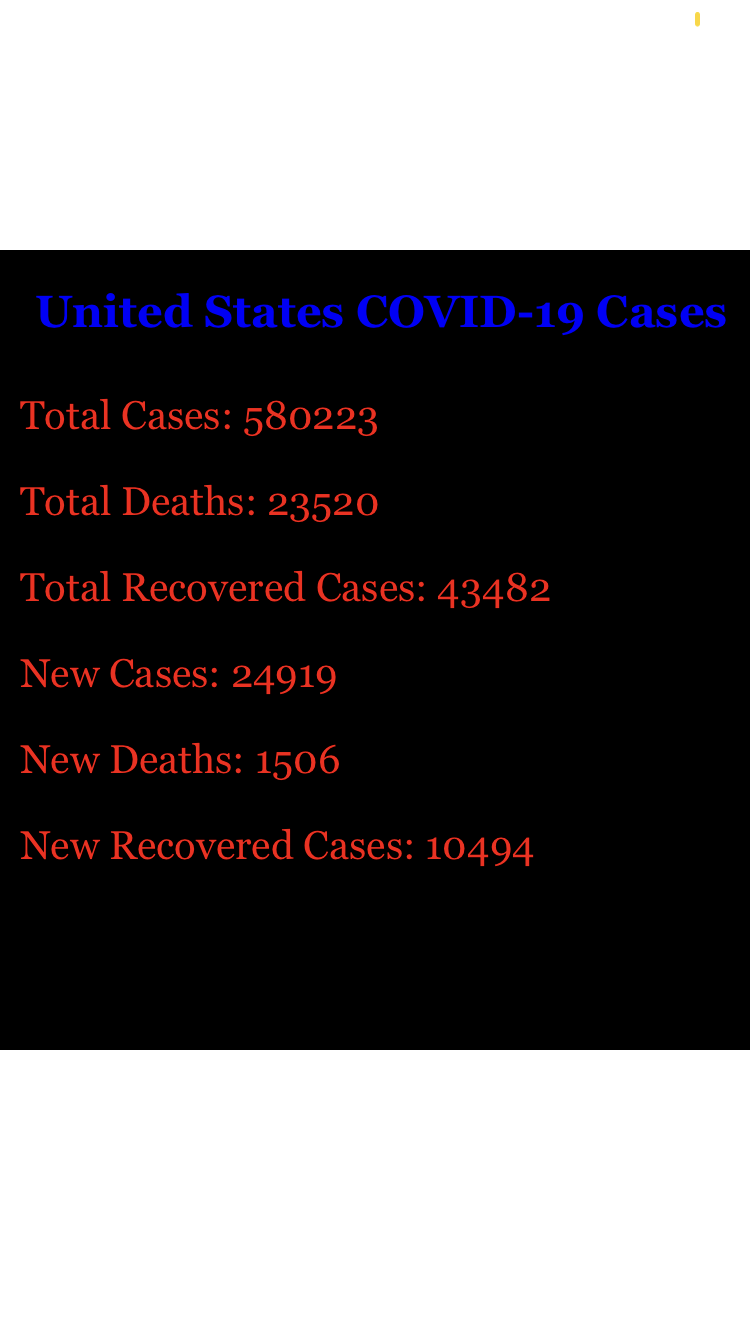 United States COVID-19 Cases
Total Cases: 580223
Total Deaths: 23520
Total Recovered Cases: 43482
New Cases: 24919
New Deaths: 1506
New Recovered Cases: 10494